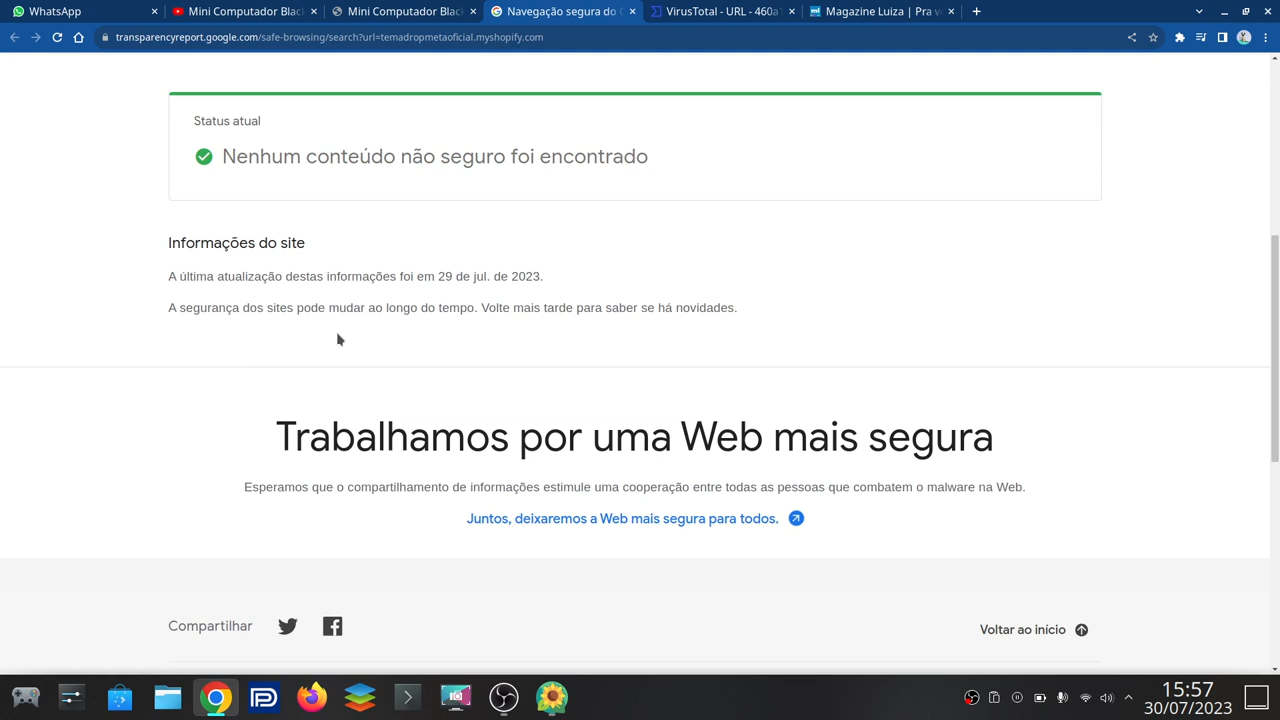 WhatsApp
Mini Computador Blac
Mini Computador Blac
Navegação segura do
VirusTotal - URL - 460a
Magazine Luiza | Pra v
transparencyreport.google.com/safe-browsing/search?url=temadropmetaoficial.myshopify.com
Status atual
Nenhum conteúdo não seguro foi encontrado
Informações do site
A última atualização destas informações foi em 29 de jul. de 2023.
A segurança dos sites pode mudar ao longo do tempo. Volte mais tarde para saber se há novidades.
Trabalhamos por uma Web mais segura
Esperamos que o compartilhamento de informações estimule uma cooperação entre todas as pessoas que combatem o malware na Web.
Juntos, deixaremos a Web mais segura para todos.
Compartilhar
Voltar ao início
15:57
30/07/2023